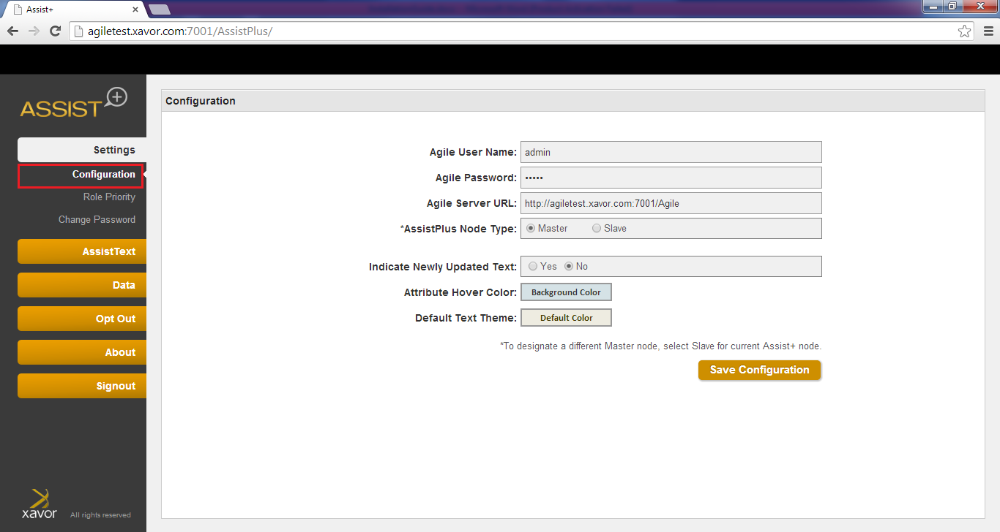 Assist+
agiletest.xavor.com:7001/AssistPlus/
ASSIST
Settings
Configuration
Role Priority
Change Password
AssistText
Data
Opt Out
About
Signout
xavor All rights reserved
Configuration
Agile User Name: admin
Agile Password: •••••
Agile Server URL: http://agiletest.xavor.com:7001/Agile
*AssistPlus Node Type: Master Slave
Indicate Newly Updated Text: Yes No
Attribute Hover Color: Background Color
Default Text Theme: Default Color
*To designate a different Master node, select Slave for current Assist+ node.
Save Configuration